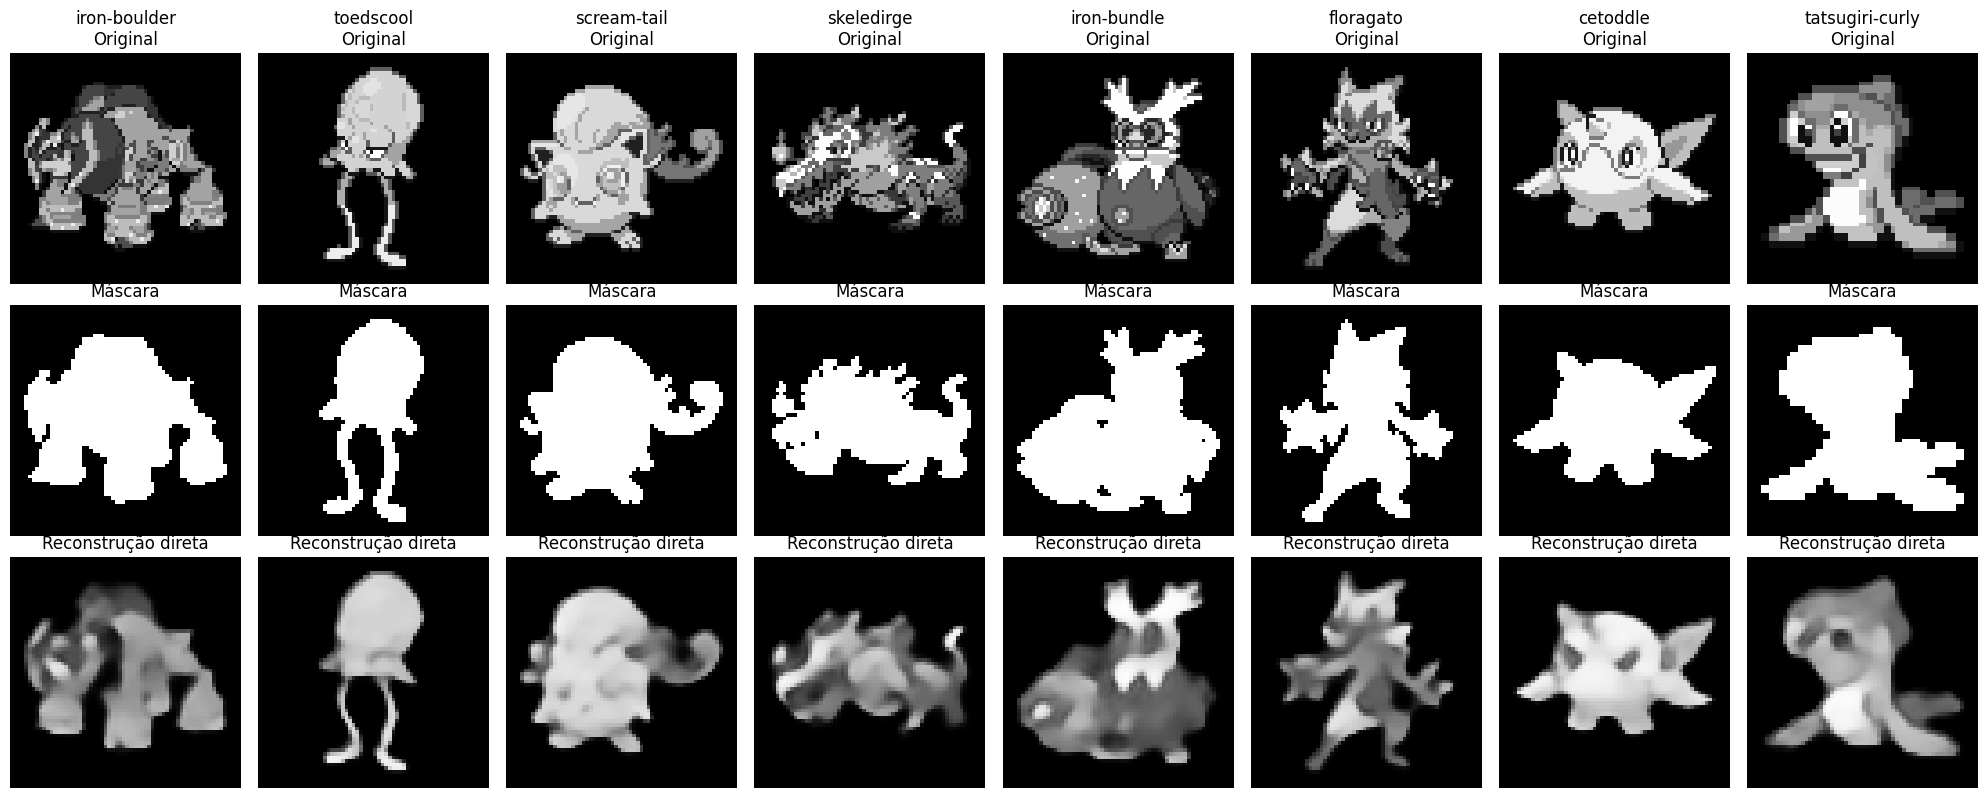 iron-boulder
Original
toedscool
Original
scream-tail
Original
skeledirge
Original
iron-bundle
Original
floragato
Original
cetoddle
Original
tatsugiri-curly
Original
Máscara
Máscara
Máscara
Máscara
Máscara
Máscara
Máscara
Máscara
Reconstrução direta
Reconstrução direta
Reconstrução direta
Reconstrução direta
Reconstrução direta
Reconstrução direta
Reconstrução direta
Reconstrução direta